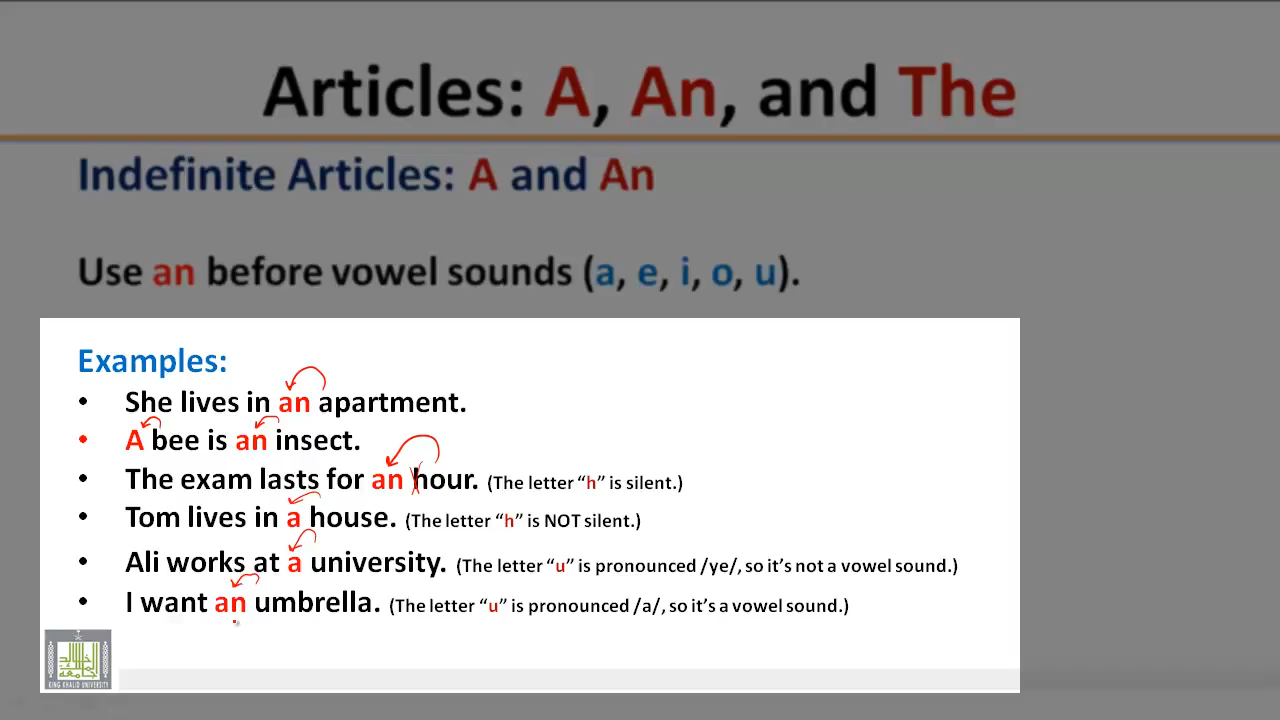 Articles: A, An, and The
Indefinite Articles: A and An
Use an before vowel sounds (a, e, i, o, u).
Examples:
• She lives in an apartment.
• A bee is an insect.
• The exam lasts for an hour. (The letter “h” is silent.)
• Tom lives in a house. (The letter “h” is NOT silent.)
• Ali works at a university. (The letter “u” is pronounced /ye/, so it’s not a vowel sound.)
• I want an umbrella. (The letter “u” is pronounced /a/, so it’s a vowel sound.)
KING KHALID UNIVERSITY